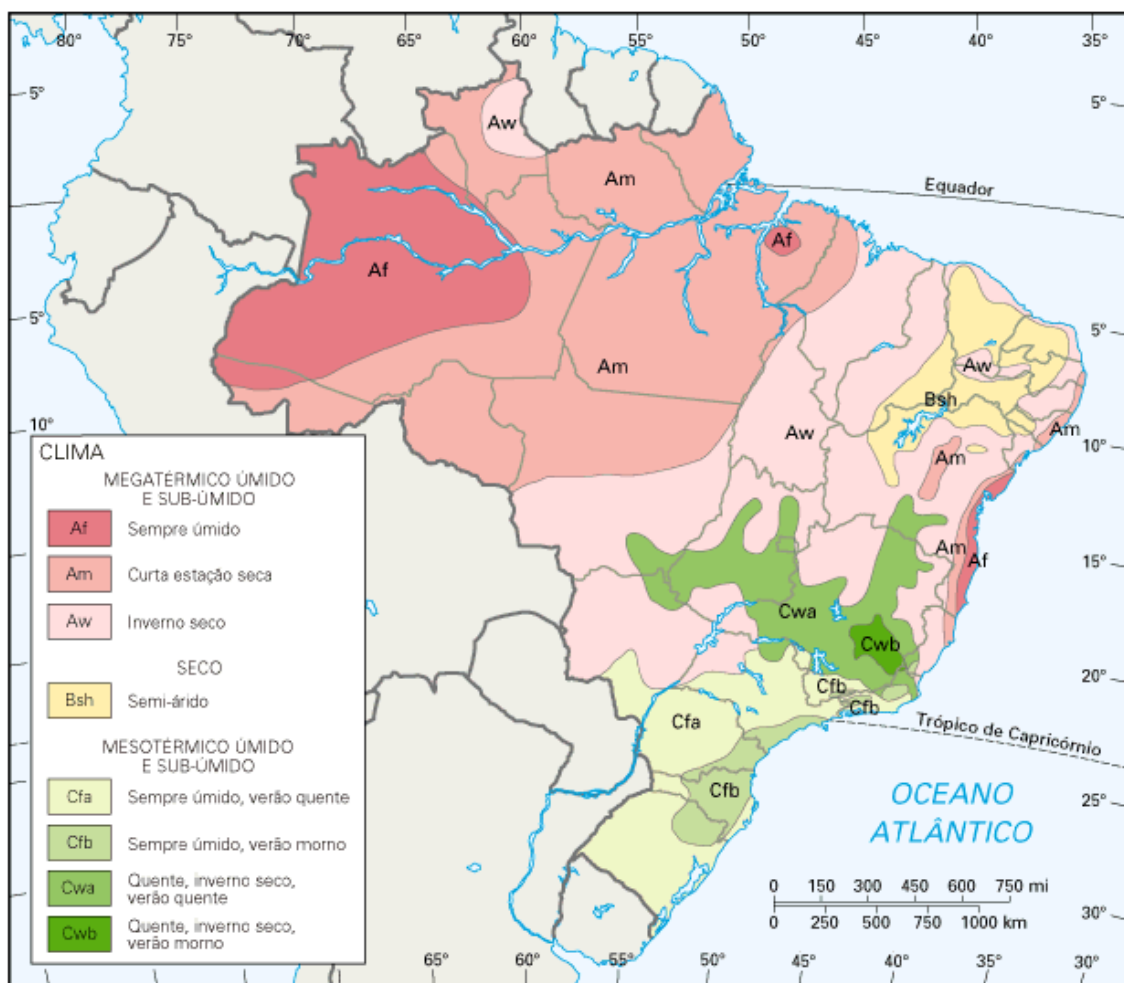 80° 75° 70° 65° 60° 50° 45° 40° 35°
5°
5°
Aw
Am
Equador
Af
Af
5°
5°
Am
Aw
Bsh
Aw
Am
10°
10°
Am
CLIMA
MEGATÉRMICO ÚMIDO
E SUB-ÚMIDO
Af Sempre úmido
Am Curta estação seca
Aw Inverno seco
SECO
Bsh Semi-árido
MESOTÉRMICO ÚMIDO
E SUB-ÚMIDO
Cfa Sempre úmido, verão quente
Cfb Sempre úmido, verão morno
Cwa Quente, inverno seco,
verão quente
Cwb Quente, inverno seco,
verão morno
Am
Af
15°
Cwa
Cwb
20°
Cfb
Cfb
Cfa
Trópico de Capricórnio
Cfb
25°
OCEANO
ATLÂNTICO
0 150 300 450 600 750 mi
0 250 500 750 1000 km
30°
65° 60° 55° 50° 45° 40° 35° 30°